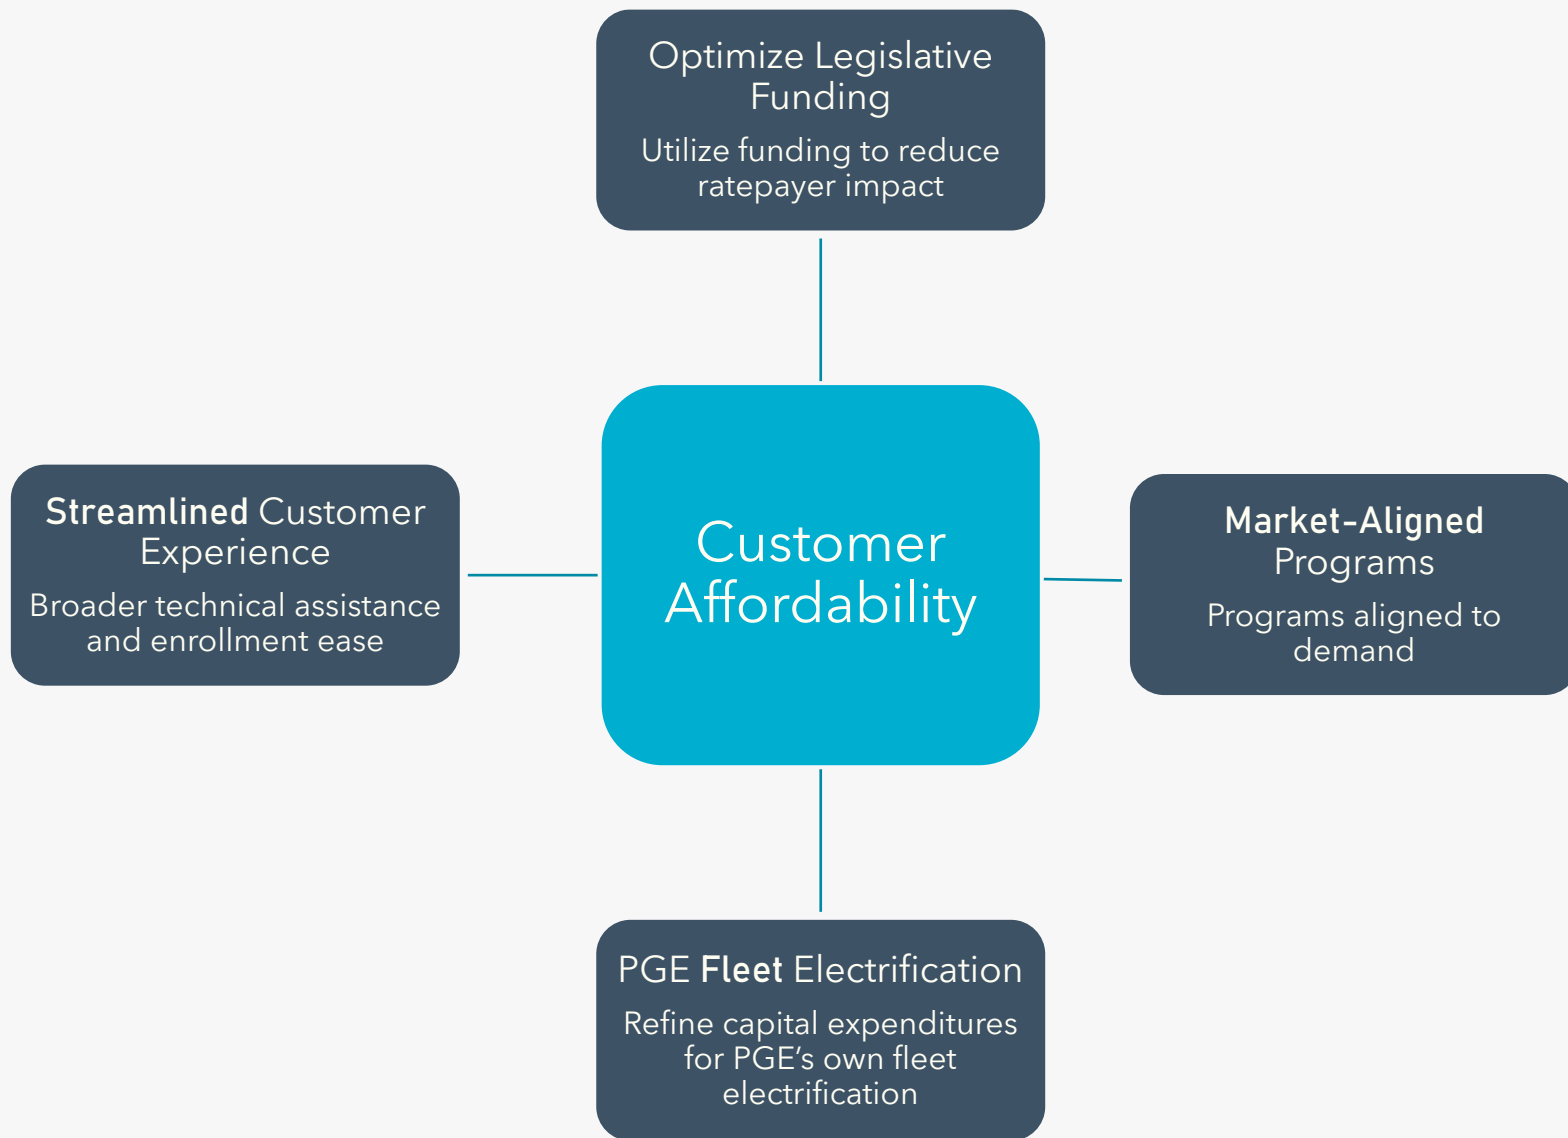 Optimize Legislative
Funding
Utilize funding to reduce
ratepayer impact
Streamlined Customer
Experience
Broader technical assistance
and enrollment ease
Customer
Affordability
Market-Aligned
Programs
Programs aligned to
demand
PGE Fleet Electrification
Refine capital expenditures
for PGE’s own fleet
electrification